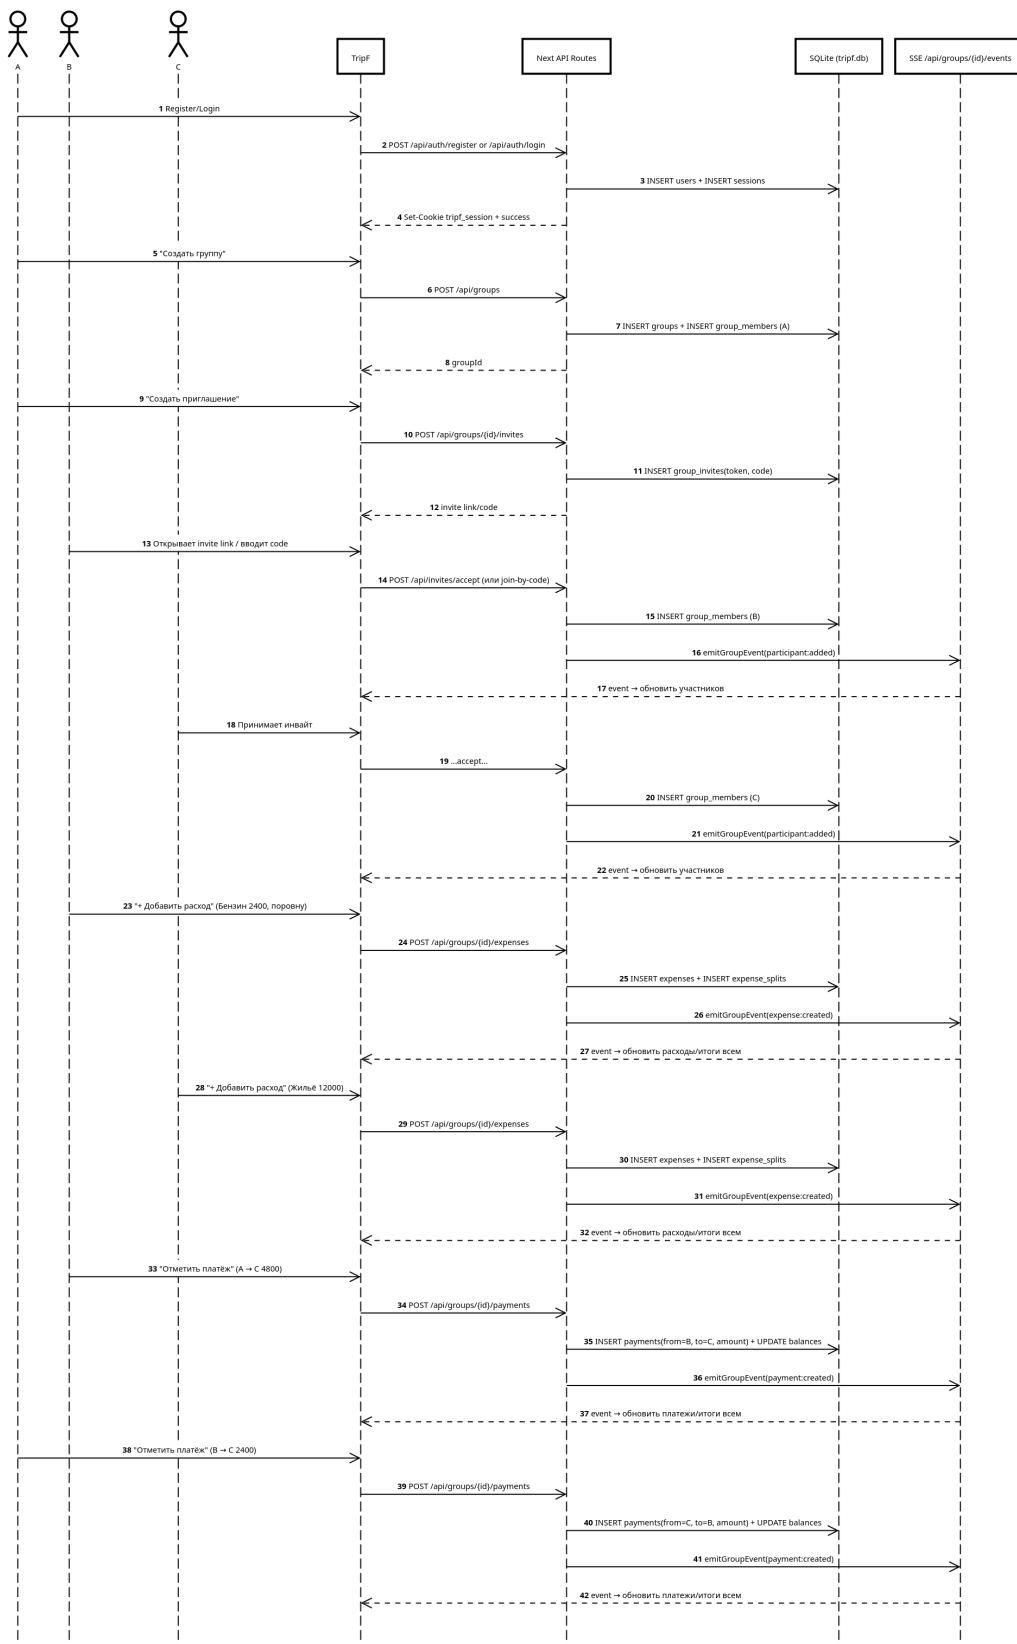 A
B
C
TripF
Next API Routes
SQLite (tripf.db)
SSE /api/groups/{id}/events
1 Register/Login
2 POST /api/auth/register or /api/auth/login
3 INSERT users + INSERT sessions
4 Set-Cookie tripf_session + success
5 "Создать группу"
6 POST /api/groups
7 INSERT groups + INSERT group_members (A)
8 groupId
9 "Создать приглашение"
10 POST /api/groups/{id}/invites
11 INSERT group_invites(token, code)
12 invite link/code
13 Открывает invite link / вводит code
14 POST /api/invites/accept (или join-by-code)
15 INSERT group_members (B)
16 emitGroupEvent(participant:added)
17 event → обновить участников
18 Принимает инвайт
19 ...accept...
20 INSERT group_members (C)
21 emitGroupEvent(participant:added)
22 event → обновить участников
23 "+ Добавить расход" (Бензин 2400, поровну)
24 POST /api/groups/{id}/expenses
25 INSERT expenses + INSERT expense_splits
26 emitGroupEvent(expense:created)
27 event → обновить расходы/итоги всем
28 "+ Добавить расход" (Жильё 12000)
29 POST /api/groups/{id}/expenses
30 INSERT expenses + INSERT expense_splits
31 emitGroupEvent(expense:created)
32 event → обновить расходы/итоги всем
33 "Отметить платёж" (A → C 4800)
34 POST /api/groups/{id}/payments
35 INSERT payments(from=B, to=C, amount) + UPDATE balances
36 emitGroupEvent(payment:created)
37 event → обновить платежи/итоги всем
38 "Отметить платёж" (B → C 2400)
39 POST /api/groups/{id}/payments
40 INSERT payments(from=C, to=B, amount) + UPDATE balances
41 emitGroupEvent(payment:created)
42 event → обновить платежи/итоги всем